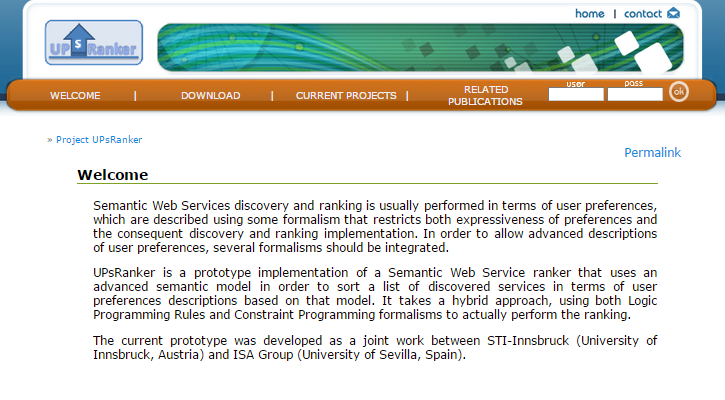 home | contact
UPsRanker
WELCOME | DOWNLOAD | CURRENT PROJECTS | RELATED PUBLICATIONS user pass ok
» Project UPsRanker
Permalink
Welcome
Semantic Web Services discovery and ranking is usually performed in terms of user preferences,
which are described using some formalism that restricts both expressiveness of preferences and
the consequent discovery and ranking implementation. In order to allow advanced descriptions
of user preferences, several formalisms should be integrated.
UPsRanker is a prototype implementation of a Semantic Web Service ranker that uses an
advanced semantic model in order to sort a list of discovered services in terms of user
preferences descriptions based on that model. It takes a hybrid approach, using both Logic
Programming Rules and Constraint Programming formalisms to actually perform the ranking.
The current prototype was developed as a joint work between STI-Innsbruck (University of
Innsbruck, Austria) and ISA Group (University of Sevilla, Spain).